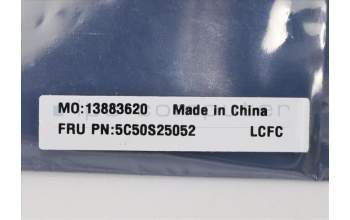 MO:13883620 Made in China
FRU PN:5C50S25052 LCFC